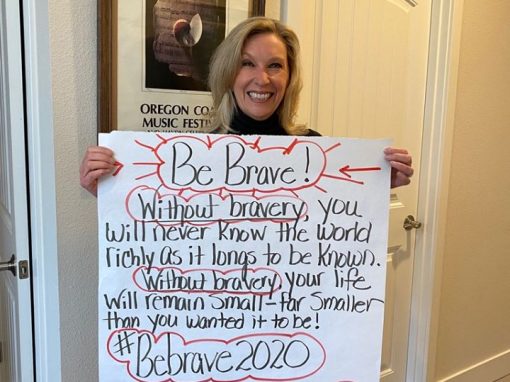 OREGON CO
MUSIC FESTI
Be Brave!
Without bravery, you
will never know the world
richly as it longs to be known.
Without bravery your life
will remain small-far smaller
than you wanted it to be!
#Bebrave2020